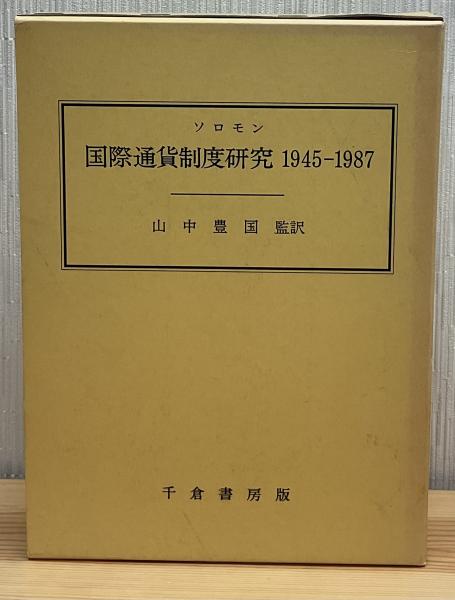 ソロモン
国際通貨制度研究 1945-1987
山中豊国 監訳
千倉書房版